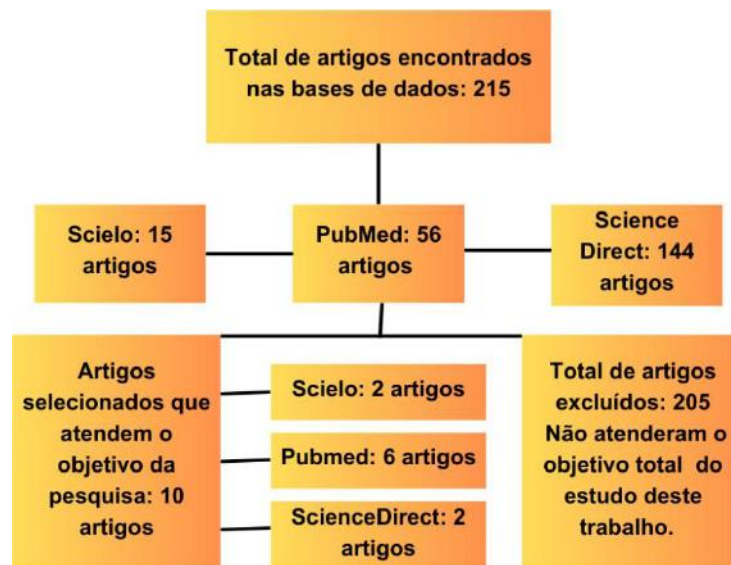 Total de artigos encontrados
nas bases de dados: 215
Scielo: 15
artigos
PubMed: 56
artigos
Science
Direct: 144
artigos
Artigos
selecionados que
atendem o
objetivo da
pesquisa: 10
artigos
Scielo: 2 artigos
Pubmed: 6 artigos
ScienceDirect: 2
artigos
Total de artigos
excluídos: 205
Não atenderam o
objetivo total do
estudo deste
trabalho.